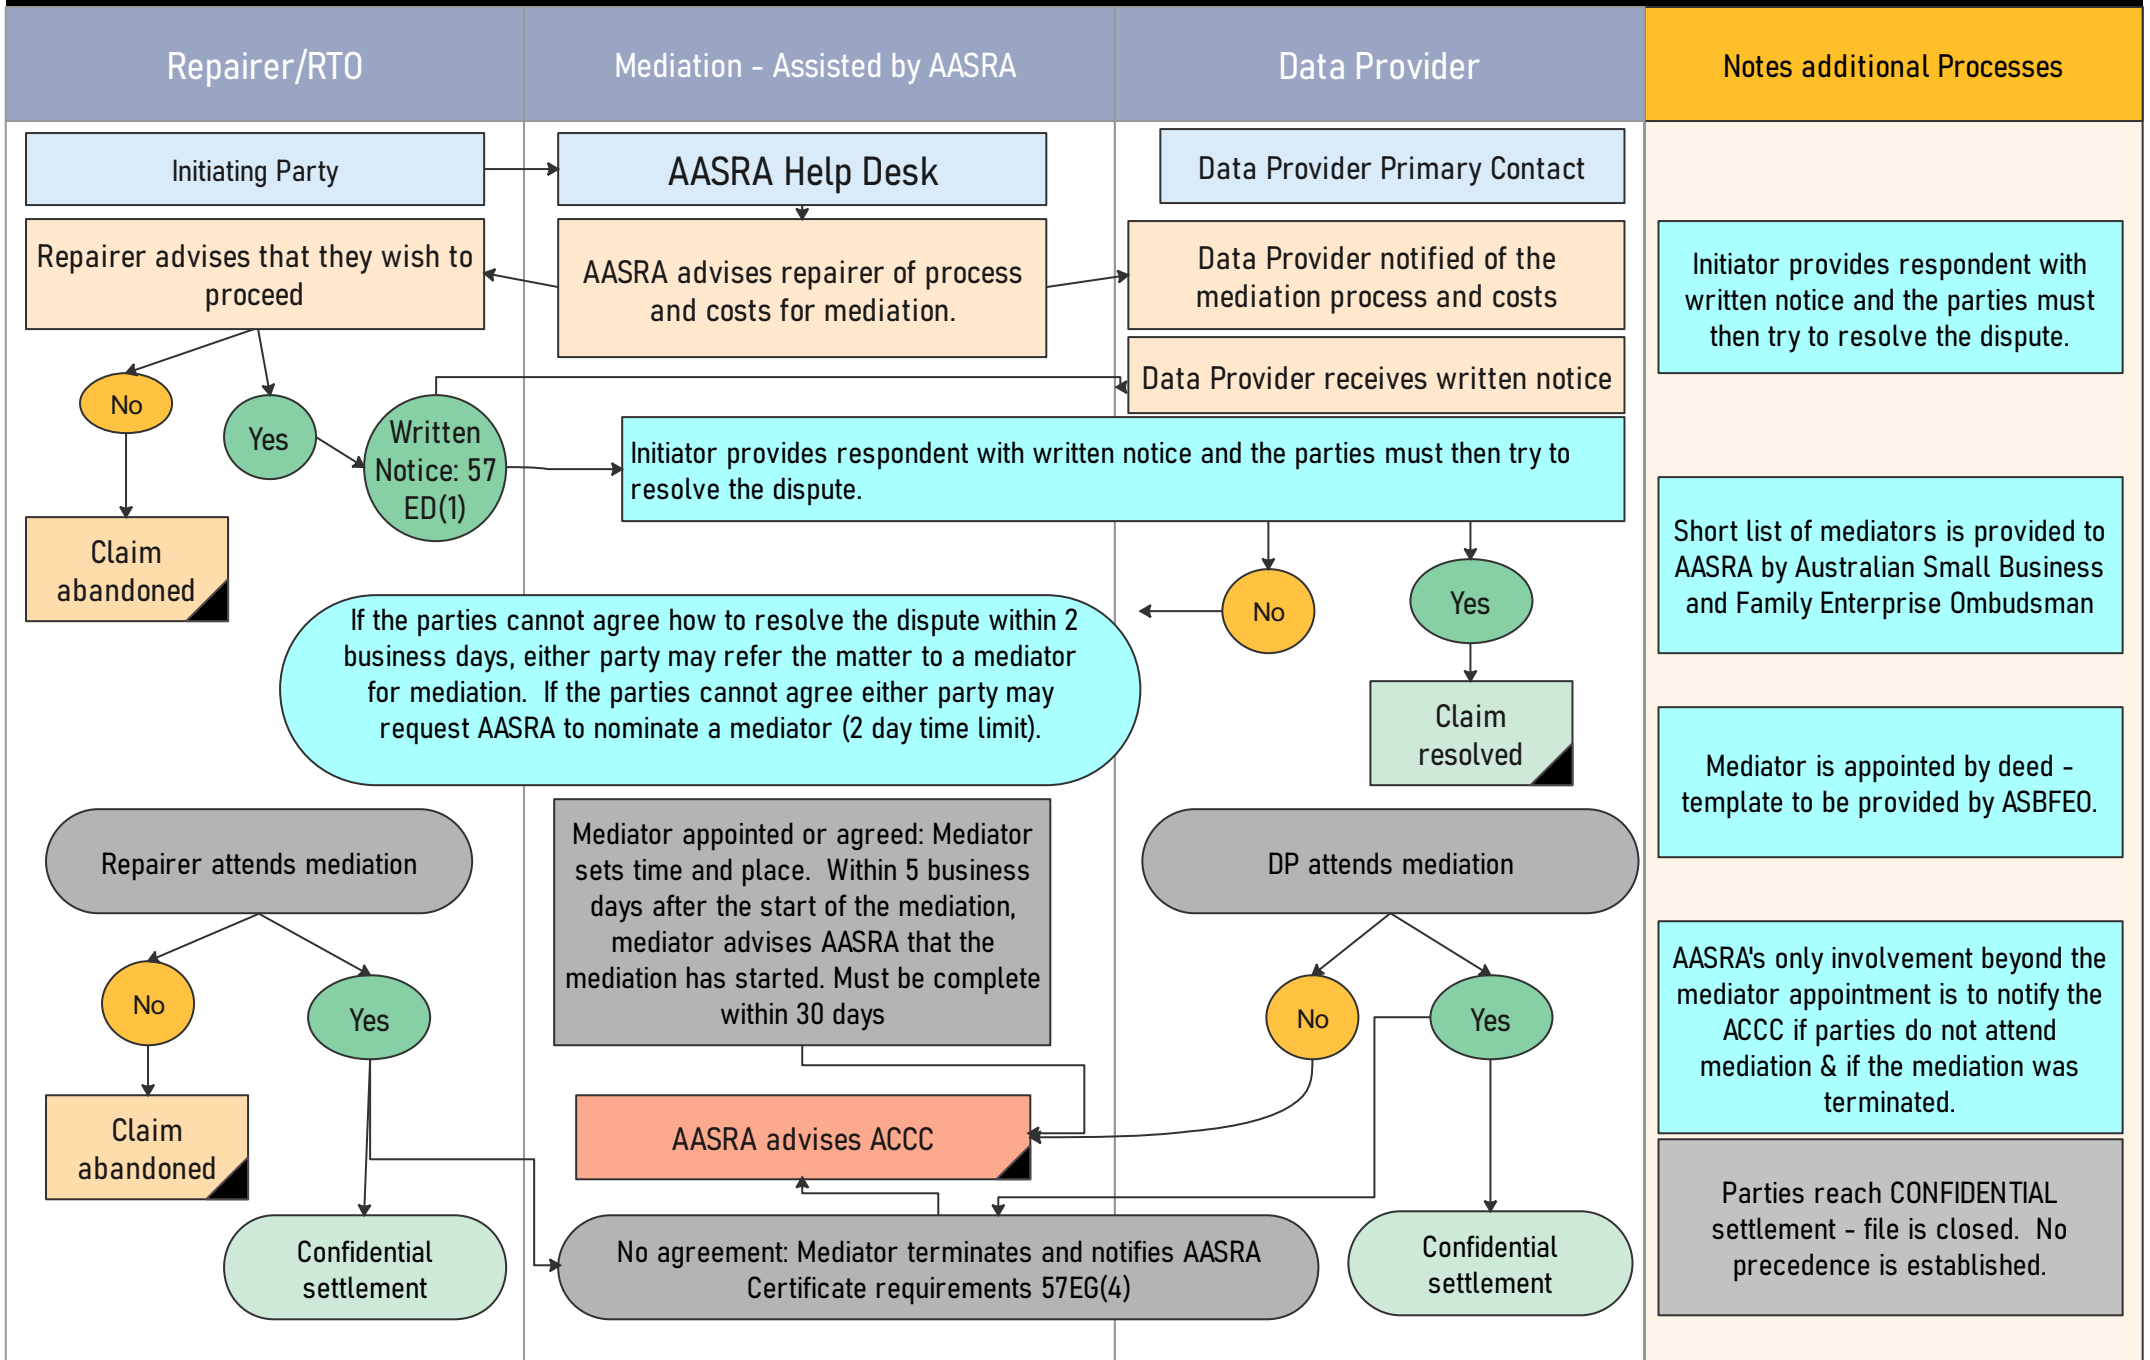 Repairer/RTO
Mediation - Assisted by AASRA
Data Provider
Notes additional Processes
Initiating Party
AASRA Help Desk
Data Provider Primary Contact
Repairer advises that they wish to
proceed
AASRA advises repairer of process
and costs for mediation.
Data Provider notified of the
mediation process and costs
Initiator provides respondent with
written notice and the parties must
then try to resolve the dispute.
Data Provider receives written notice
No
Yes
Written
Notice: 57
ED(1)
Initiator provides respondent with written notice and the parties must then try to
resolve the dispute.
Claim
abandoned
Short list of mediators is provided to
AASRA by Australian Small Business
and Family Enterprise Ombudsman
If the parties cannot agree how to resolve the dispute within 2
business days, either party may refer the matter to a mediator
for mediation.  If the parties cannot agree either party may
request AASRA to nominate a mediator (2 day time limit).
No
Yes
Claim
resolved
Mediator is appointed by deed -
template to be provided by ASBFEO.
Repairer attends mediation
Mediator appointed or agreed: Mediator
sets time and place.  Within 5 business
days after the start of the mediation,
mediator advises AASRA that the
mediation has started. Must be complete
within 30 days
DP attends mediation
No
Yes
No
Yes
AASRA's only involvement beyond the
mediator appointment is to notify the
ACCC if parties do not attend
mediation & if the mediation was
terminated.
Claim
abandoned
AASRA advises ACCC
Confidential
settlement
No agreement: Mediator terminates and notifies AASRA
Certificate requirements 57EG(4)
Confidential
settlement
Parties reach CONFIDENTIAL
settlement - file is closed.  No
precedence is established.